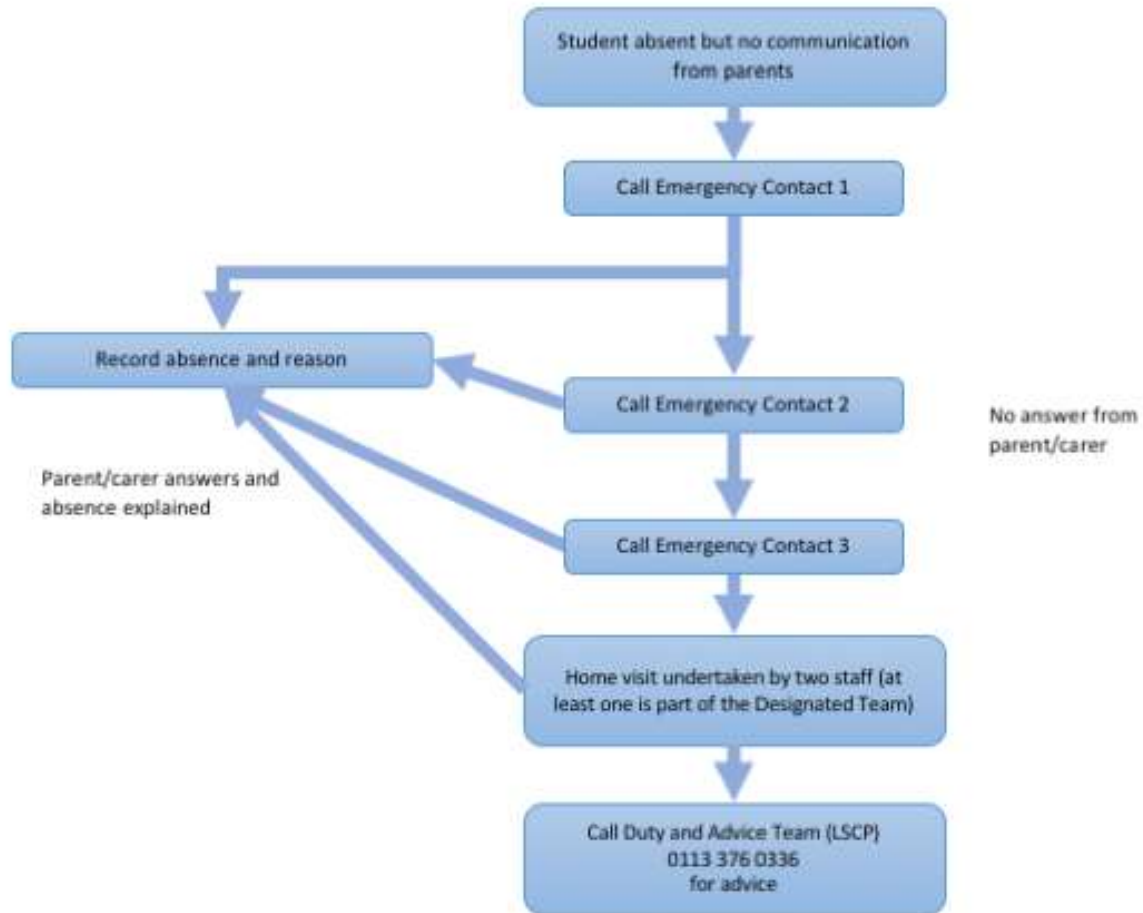 Student absent but no communication
from parents
Call Emergency Contact 1
Record absence and reason
Call Emergency Contact 2
No answer from
parent/carer
Parent/carer answers and
absence explained
Call Emergency Contact 3
Home visit undertaken by two staff (at
least one is part of the Designated Team)
Call Duty and Advice Team (LSCP)
0113 376 0336
for advice